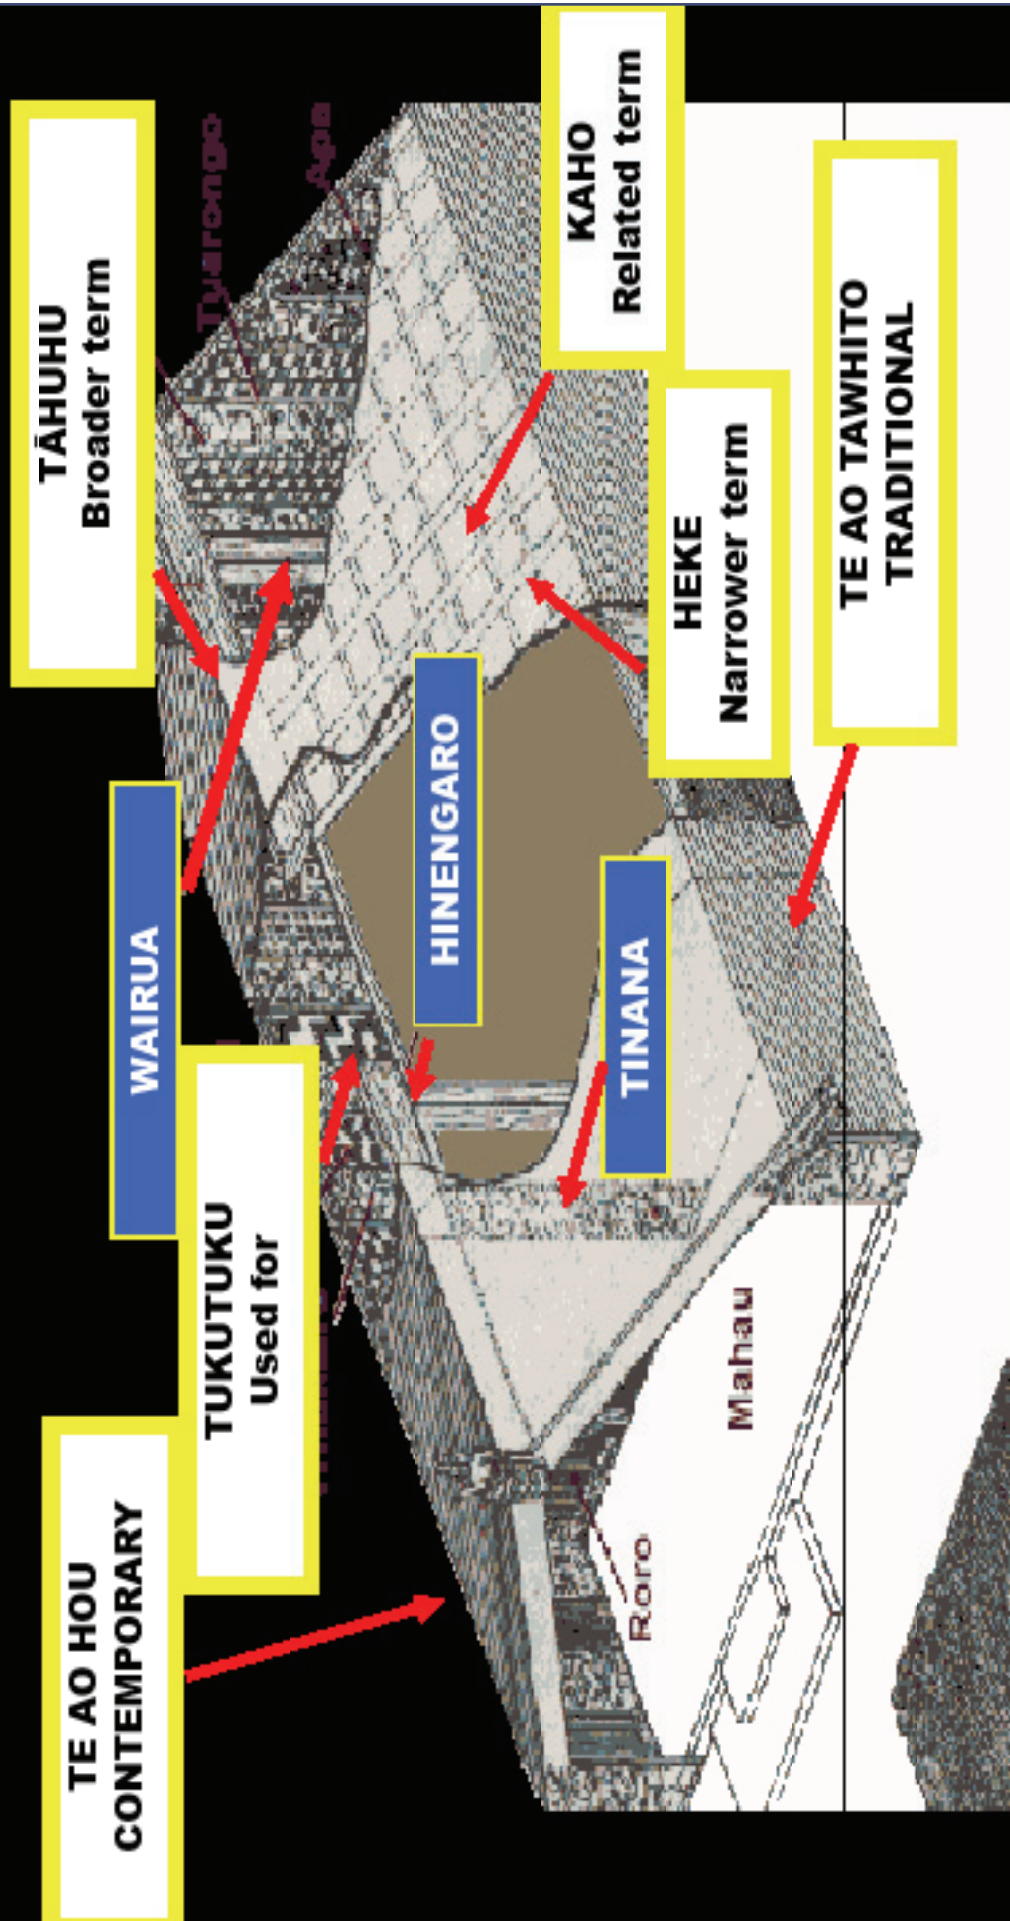 TE AO HOU
CONTEMPORARY
TĀHUHU
Broader term
WAIRUA
TUKUTUKU
Used for
Tuarongo
Apa
HINENGARO
KAHO
Related term
TINANA
HEKE
Narrower term
Roro
Mahau
TE AO TAWHITO
TRADITIONAL